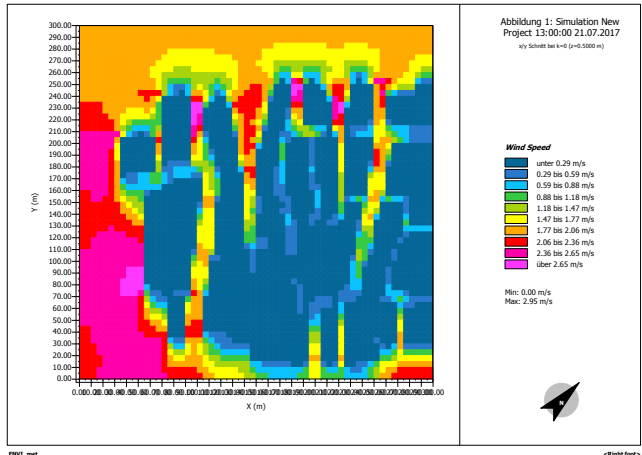 Abbildung 1: Simulation New
Project 13:00:00 21.07.2017
x/y Schnitt bei k=0 (z=0.5000 m)
300.00
290.00
280.00
270.00
260.00
250.00
240.00
230.00
220.00
210.00
200.00
190.00
180.00
170.00
160.00
150.00
140.00
130.00
120.00
110.00
100.00
90.00
80.00
70.00
60.00
50.00
40.00
30.00
20.00
10.00
0.00
Y (m)
X (m)
Wind Speed
unter 0.29 m/s
0.29 bis 0.59 m/s
0.59 bis 0.88 m/s
0.88 bis 1.18 m/s
1.18 bis 1.47 m/s
1.47 bis 1.77 m/s
1.77 bis 2.06 m/s
2.06 bis 2.36 m/s
2.36 bis 2.65 m/s
über 2.65 m/s
Min: 0.00 m/s
Max: 2.95 m/s
N
ENVI_met
<Right foot>